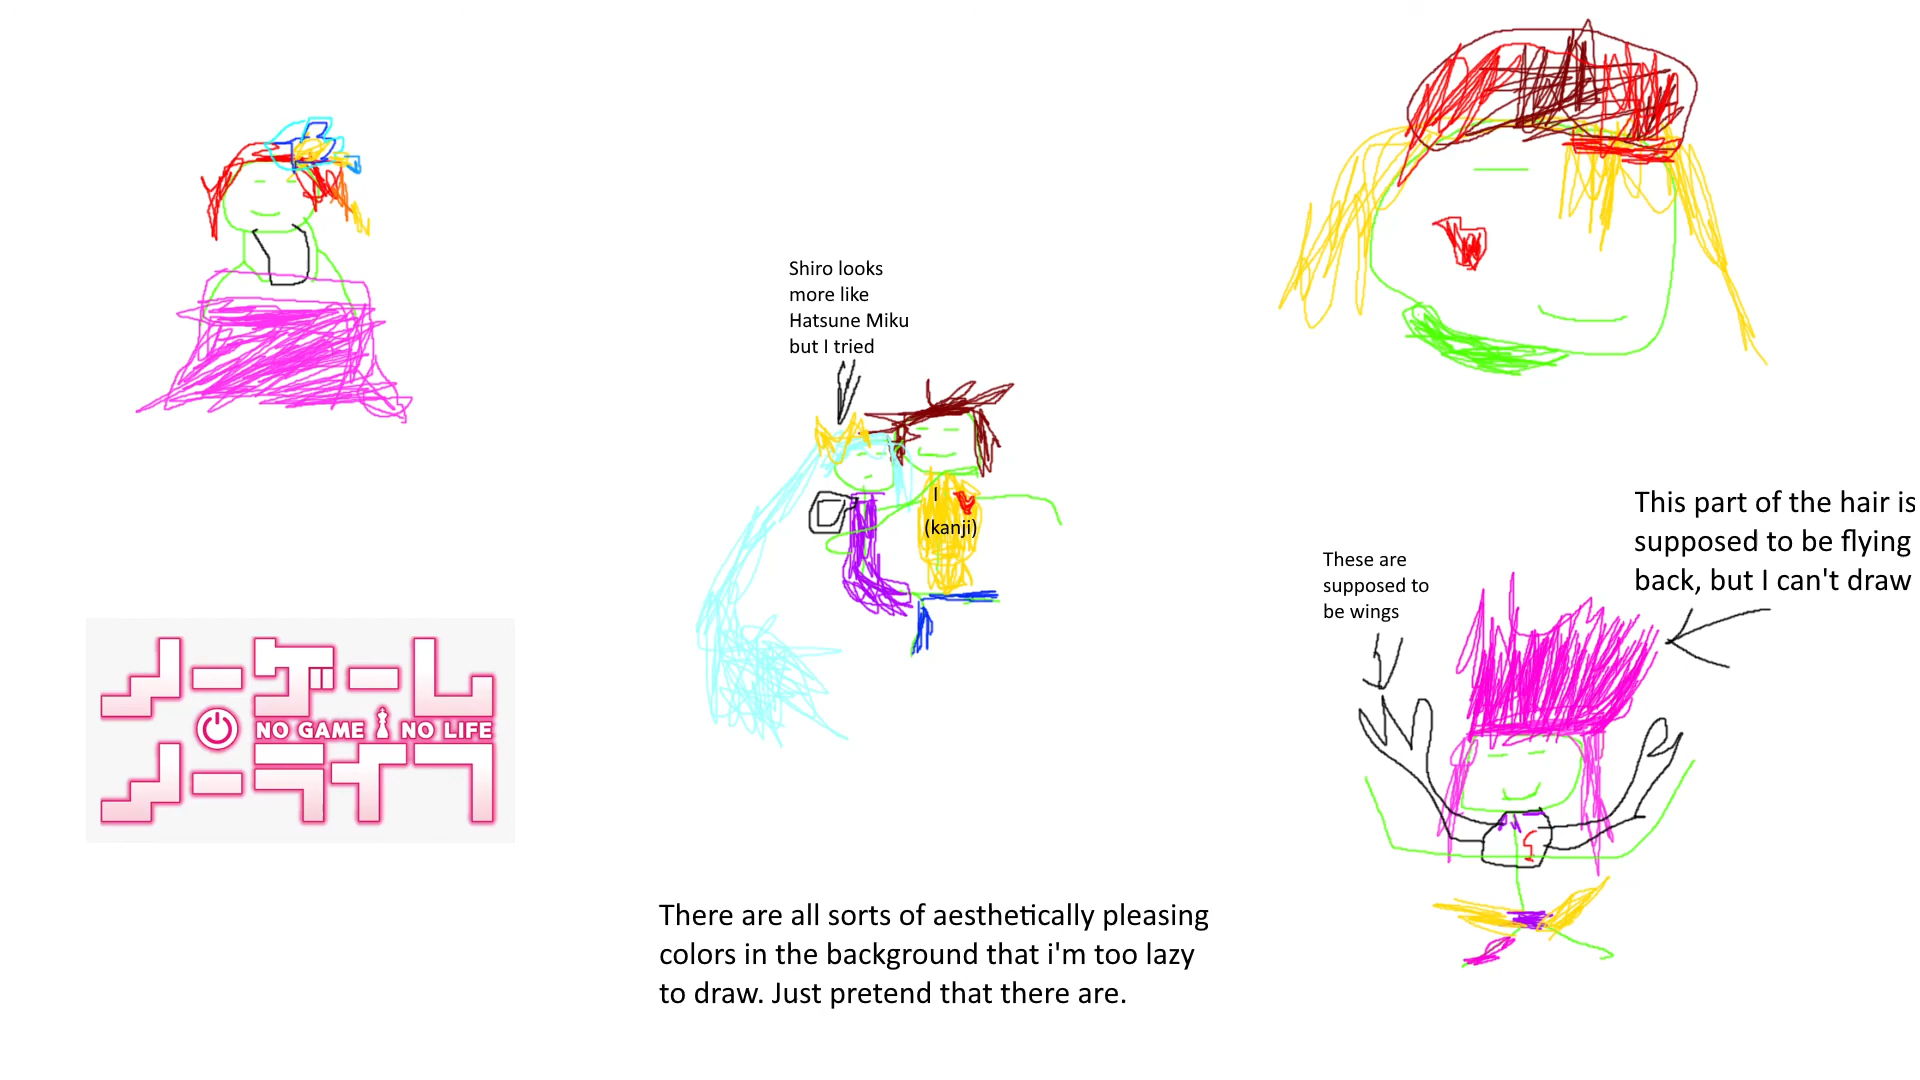 Shiro looks
more like
Hatsune Miku
but I tried
I
(kanji)
This part of the hair is
supposed to be flying
back, but I can't draw
These are
supposed to
be wings
ノーゲーム
NO GAME NO LIFE
ノーライフ
There are all sorts of aesthetically pleasing
colors in the background that i'm too lazy
to draw. Just pretend that there are.